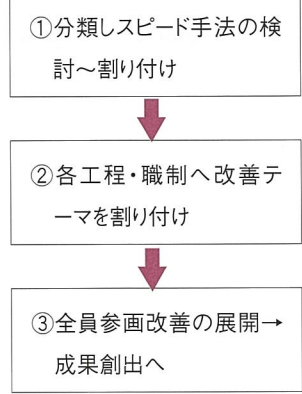 ①分類しスピード手法の検
討～割り付け
②各工程・職制へ改善テ
ーマを割り付け
③全員参画改善の展開→
成果創出へ